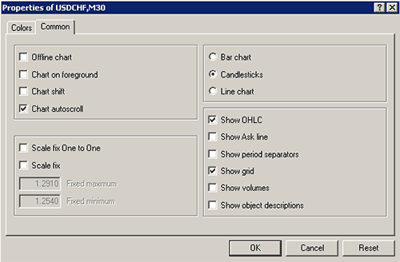 Properties of USDCHF,M30
Colors
Common
Offline chart
Chart on foreground
Chart shift
Chart autoscroll
Bar chart
Candlesticks
Line chart
Scale fix One to One
Scale fix
1.2910 Fixed maximum
1.2540 Fixed minimum
Show OHLC
Show Ask line
Show period separators
Show grid
Show volumes
Show object descriptions
OK
Cancel
Reset